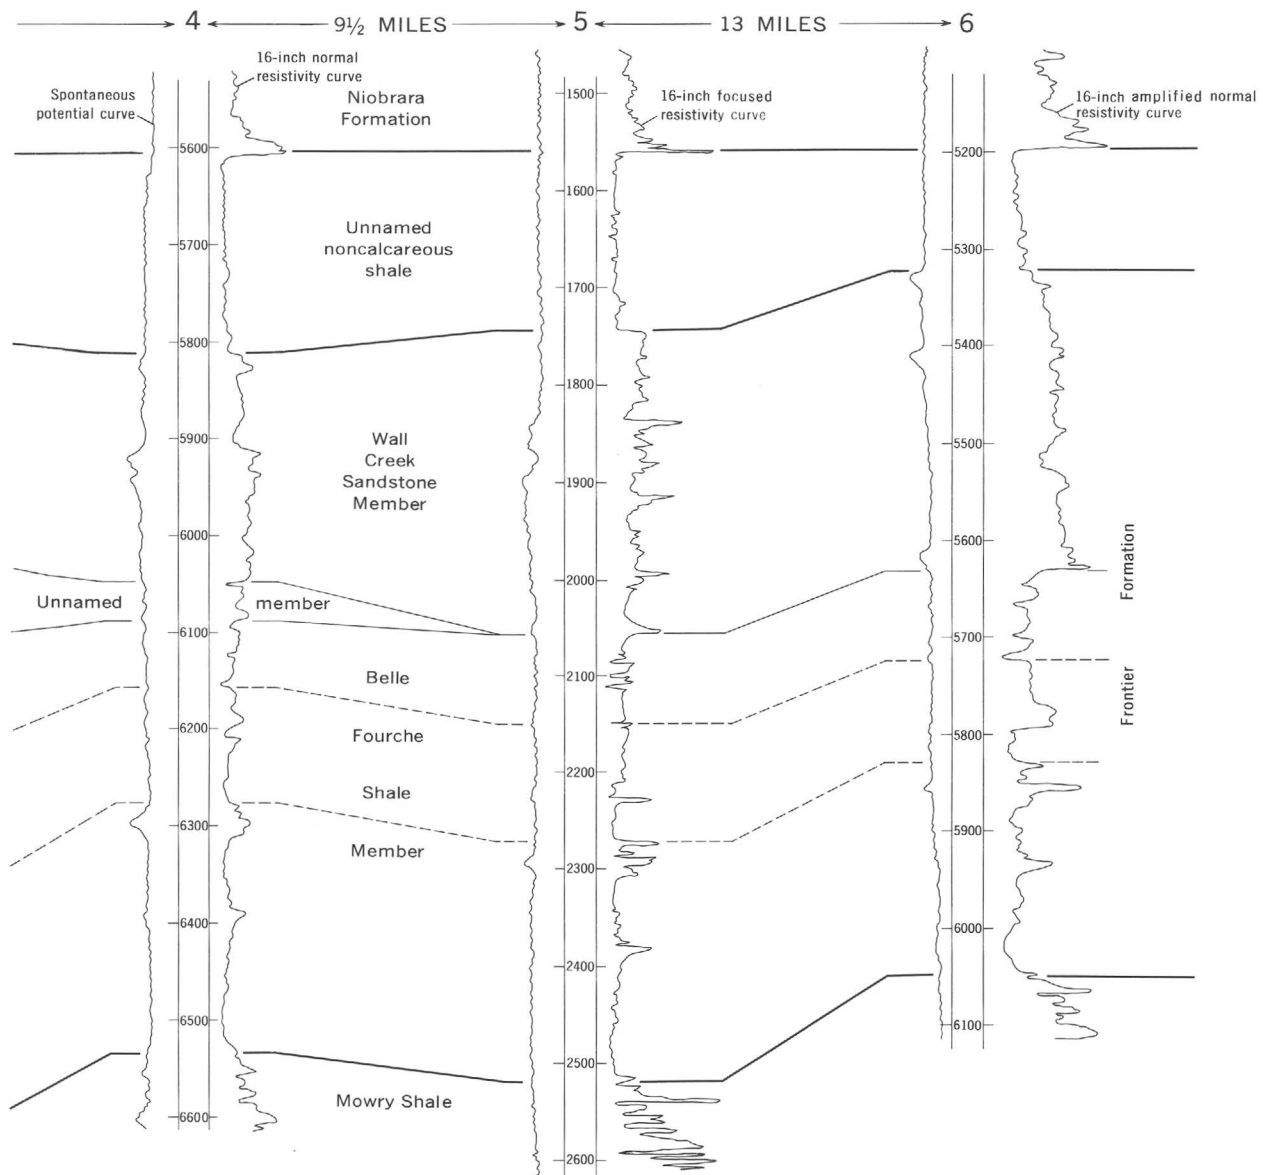 4 9½ MILES 5 13 MILES 6
16-inch normal
resistivity curve
Spontaneous
potential curve
Niobrara
Formation
16-inch focused
resistivity curve
16-inch amplified normal
resistivity curve
Unnamed
noncalcareous
shale
Wall
Creek
Sandstone
Member
Unnamed
member
Belle
Fourche
Shale
Member
Mowry Shale
Frontier Formation
5600
5700
5800
5900
6000
6100
6200
6300
6400
6500
6600
1500
1600
1700
1800
1900
2000
2100
2200
2300
2400
2500
2600
5200
5300
5400
5500
5600
5700
5800
5900
6000
6100